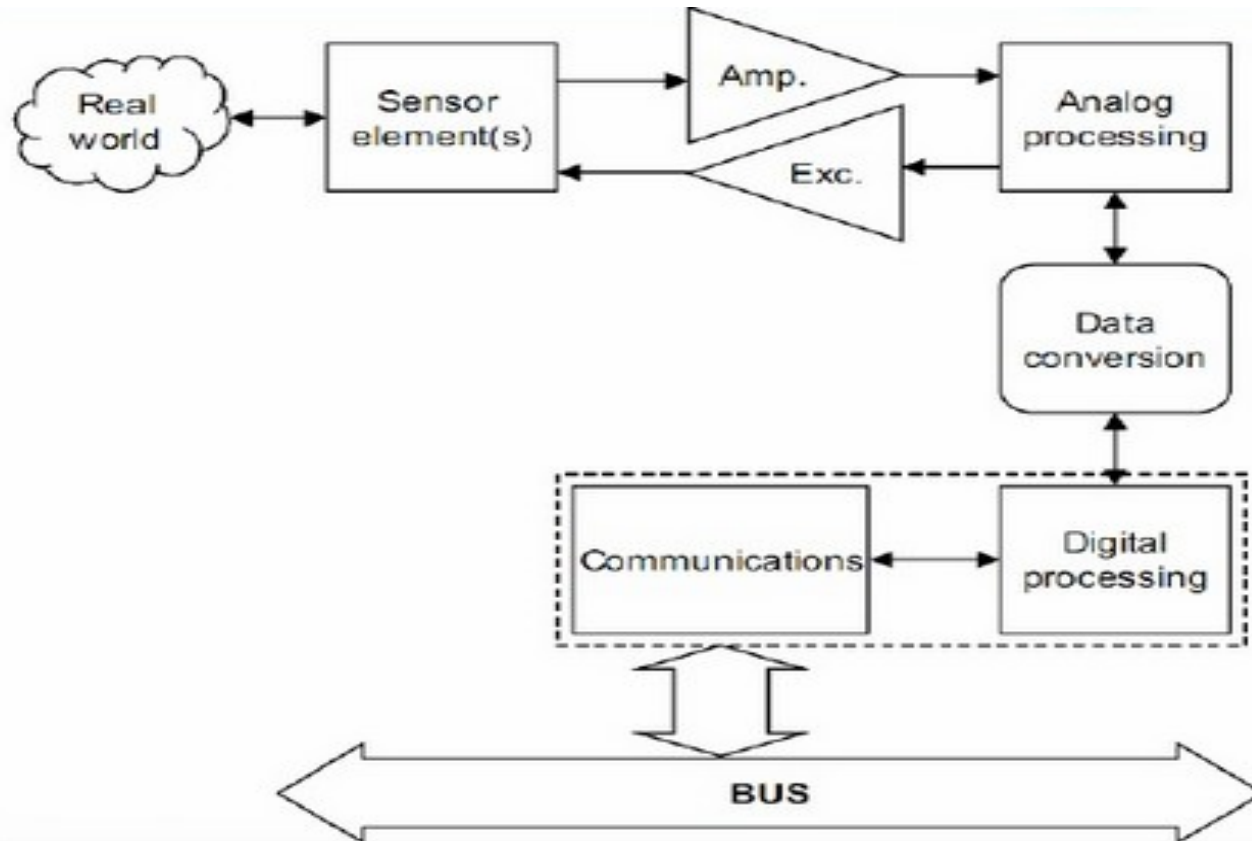 Real
world
Sensor
element(s)
Amp.
Exc.
Analog
processing
Data
conversion
Communications
Digital
processing
BUS